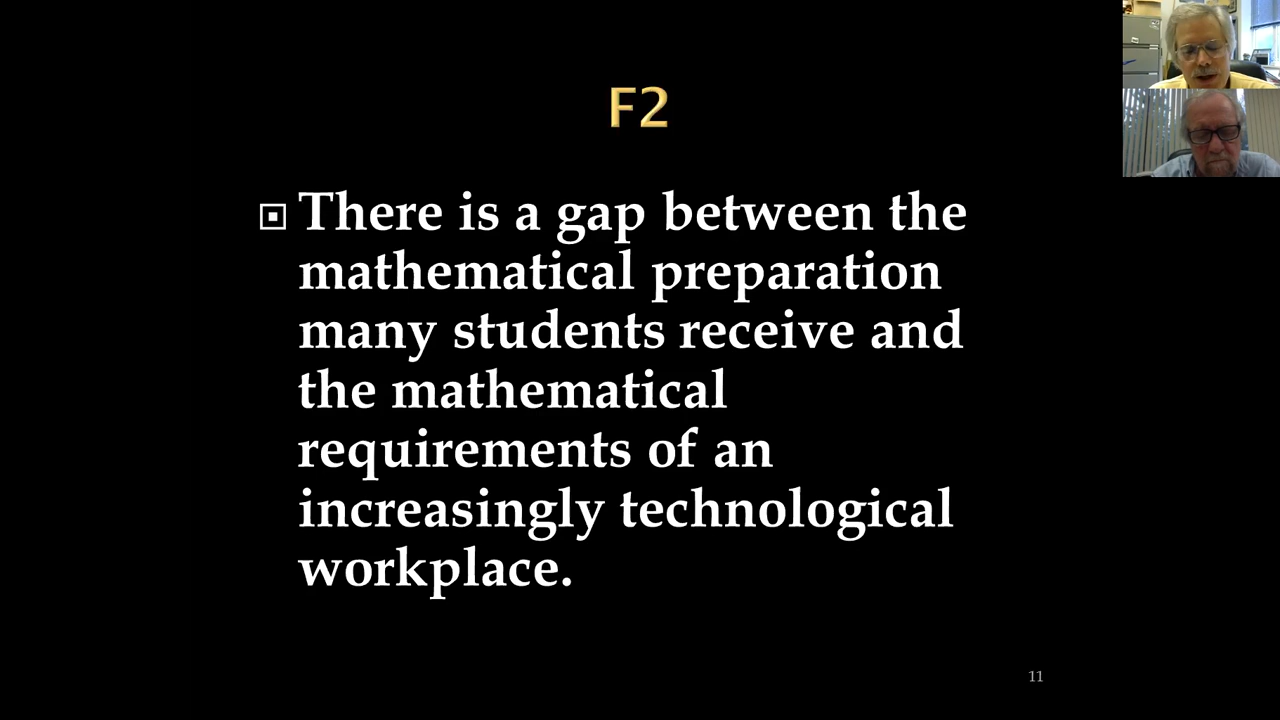 F2
There is a gap between the
mathematical preparation
many students receive and
the mathematical
requirements of an
increasingly technological
workplace.
11